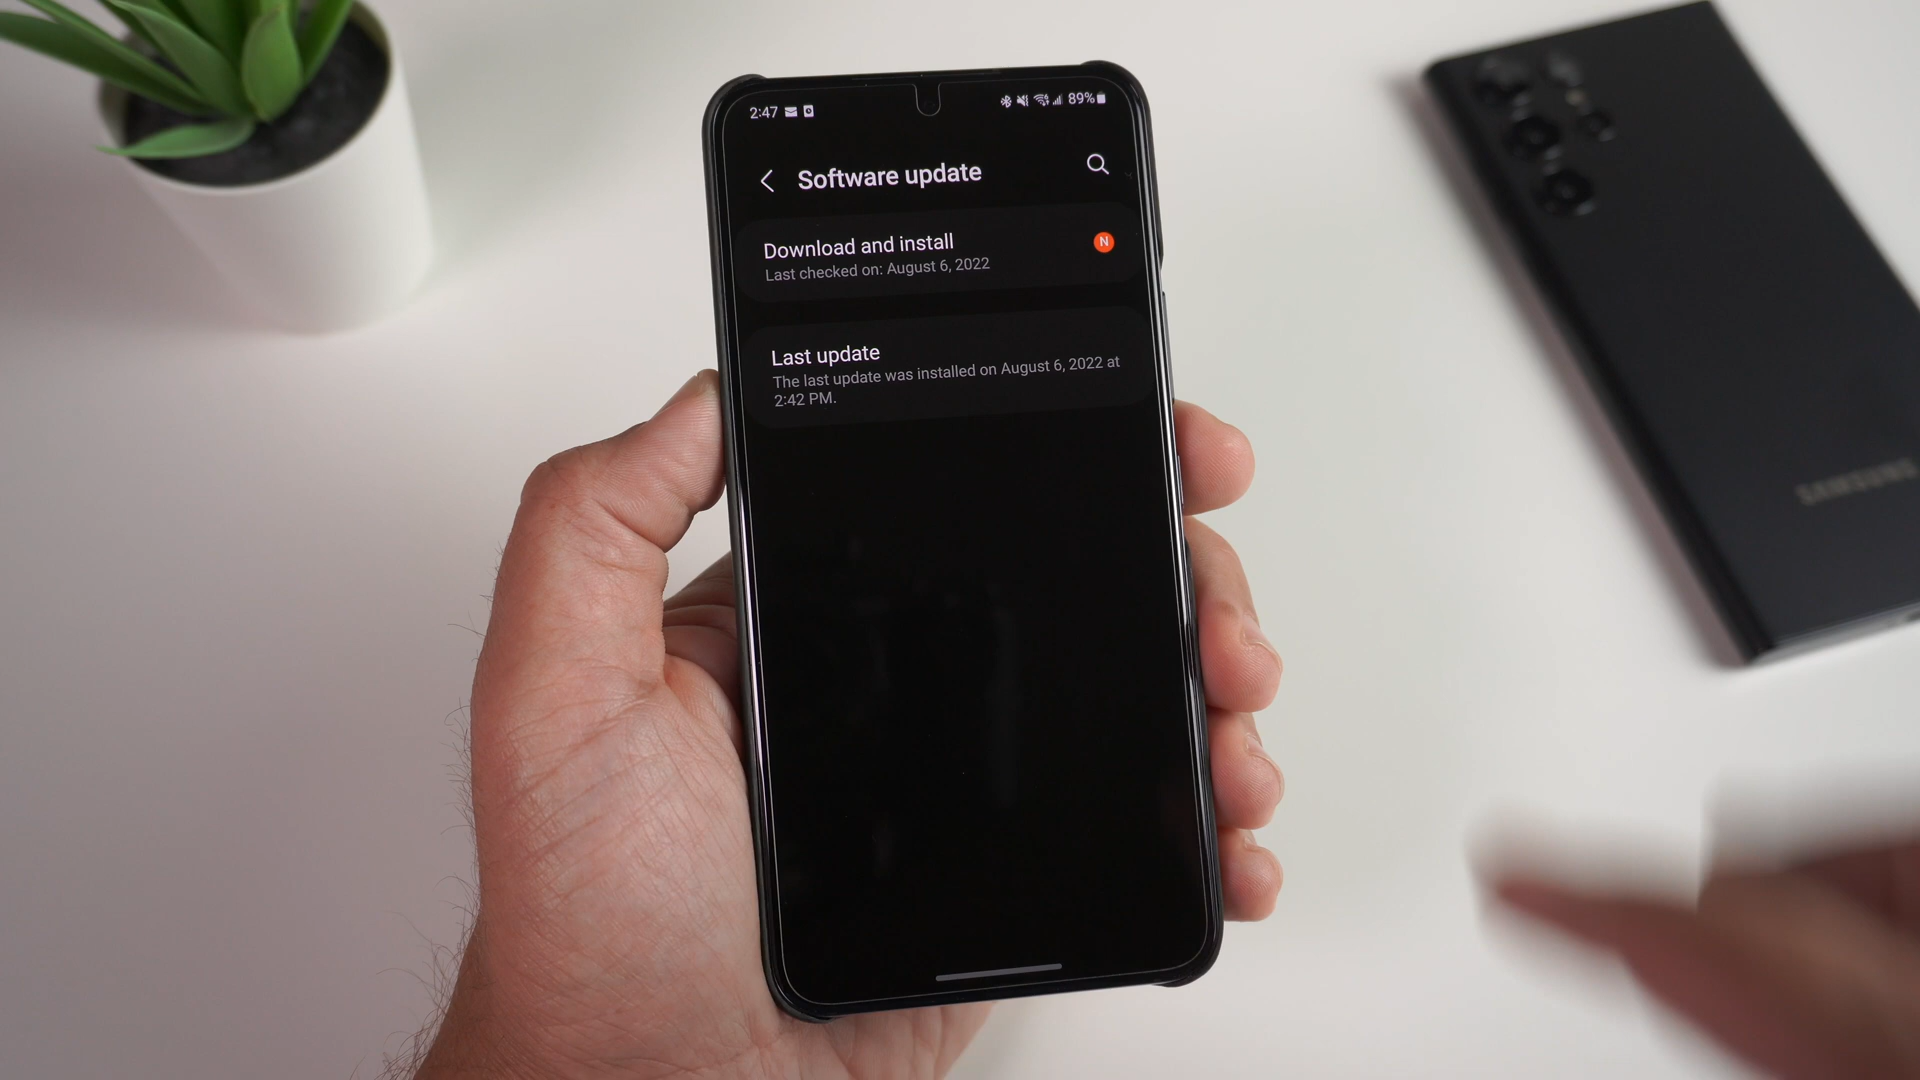 2:47
89%
Software update
Download and install
N
Last checked on: August 6, 2022
Last update
The last update was installed on August 6, 2022 at
2:42 PM.
SAMSUNG